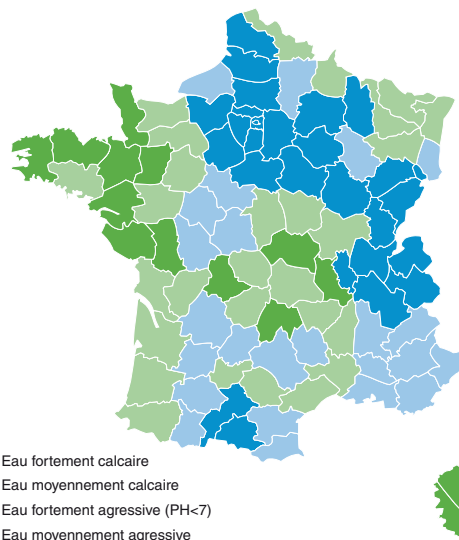 Eau fortement calcaire
Eau moyennement calcaire
Eau fortement agressive (PH<7)
Eau moyennement agressive